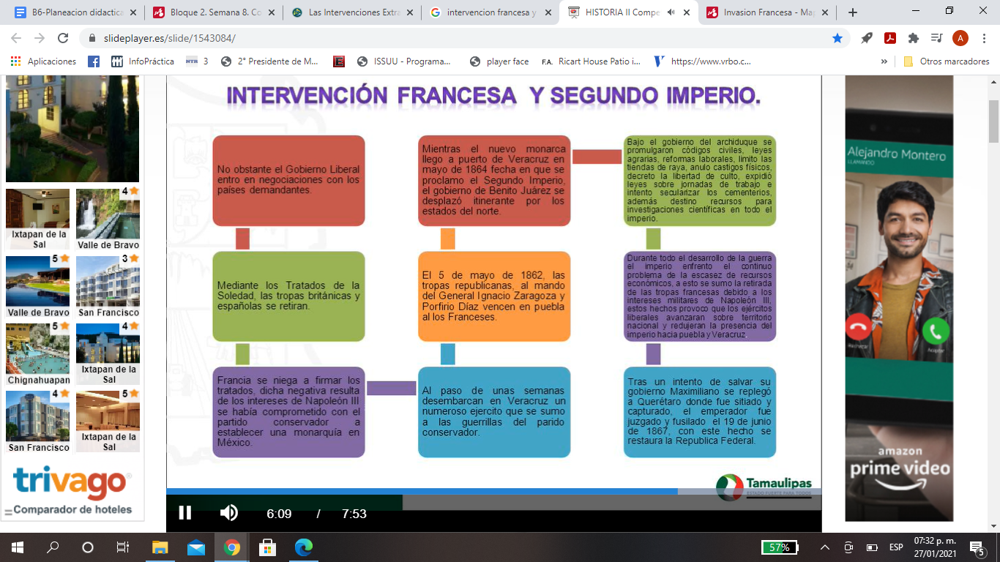 B6-Planeacion didactica
Bloque 2. Semana 8. Co
Las Intervenciones Extra
intervencion francesa y
HISTORIA II Compe
Invasion Francesa - Map
slideplayer.es/slide/1543084/
A
Aplicaciones
InfoPráctica
NTR 3
2° Presidente de M...
ISSUU - Programa...
player face
F.A. Ricart House Patio i...
https://www.vrbo.c...
»
Otros marcadores
INTERVENCIÓN FRANCESA Y SEGUNDO IMPERIO.
No obstante el Gobierno Liberal
entro en negociaciones con los
países demandantes.
Mediante los Tratados de la
Soledad, las tropas británicas y
españolas se retiran.
Francia se niega a firmar los
tratados, dicha negativa resulta
de los intereses de Napoleón III
se había comprometido con el
partido conservador a
establecer una monarquía en
México.
Al paso de unas semanas
desembarcan en Veracruz un
numeroso ejercito que se sumo
a las guerrillas del parido
conservador.
El 5 de mayo de 1862, las
tropas republicanas, al mando
del General Ignacio Zaragoza y
Porfirio Díaz vencen en puebla
al los Franceses.
Mientras el nuevo monarca
llego a puerto de Veracruz en
mayo de 1864 fecha en que se
proclamo el Segundo Imperio,
el gobierno de Benito Juárez se
desplazó itinerante por los
estados del norte.
Bajo el gobierno del archiduque se
promulgaron códigos civiles, leyes
agrarias, reformas laborales, limito las
tiendas de raya, anulo castigos físicos,
decreto la libertad de culto, expidió
leyes sobre jornadas de trabajo e
intento secularizar los cementerios,
además destino recursos para
investigaciones científicas en todo el
imperio.
Durante todo el desarrollo de la guerra
el imperio enfrento el continuo
problema de la escasez de recursos
económicos, a esto se sumo la retirada
de las tropas francesas debido a los
intereses militares de Napoleón III,
estos hechos provoco que los ejércitos
liberales avanzaran sobre territorio
nacional y redujeran la presencia del
imperio hacia puebla y Veracruz
Tras un intento de salvar su
gobierno Maximiliano se replegó
a Querétaro donde fue sitiado y
capturado, el emperador fue
juzgado y fusilado el 19 de junio
de 1867, con este hecho se
restaura la Republica Federal.
Tamaulipas
ESTADO FUERTE PARA TODOS
6:09 / 7:53
Ixtapan de la
Sal
4
Valle de Bravo
5
Valle de Bravo
3
San Francisco
5
Chignahuapan
4
Ixtapan de la
Sal
4
San Francisco
5
Ixtapan de la
Sal
trivago
Comparador de hoteles
Alejandro Montero
LLAMANDO
Rechazar
Aceptar
amazon
prime video
57%
ESP
07:32 p. m.
27/01/2021
5